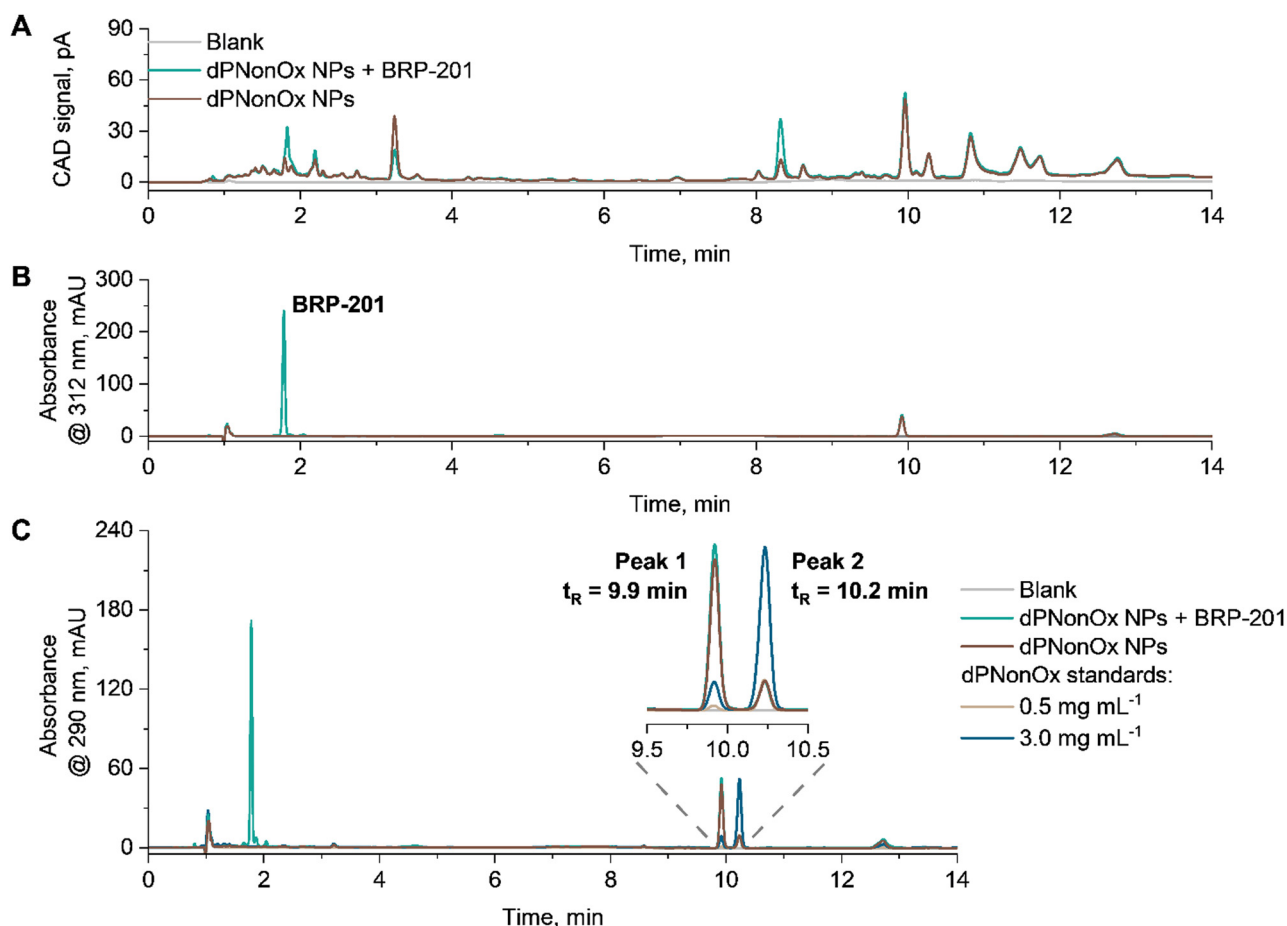 A
CAD signal, pA
90
60
30
0
Blank
dPNonOx NPs + BRP-201
dPNonOx NPs
0 2 4 6 8 10 12 14
Time, min
B
Absorbance
@ 312 nm, mAU
300
200
100
0
BRP-201
0 2 4 6 8 10 12 14
Time, min
C
Absorbance
@ 290 nm, mAU
240
180
120
60
0
Peak 1
t_R = 9.9 min
Peak 2
t_R = 10.2 min
9.5 10.0 10.5
Blank
dPNonOx NPs + BRP-201
dPNonOx NPs
dPNonOx standards:
0.5 mg mL⁻¹
3.0 mg mL⁻¹
0 2 4 6 8 10 12 14
Time, min